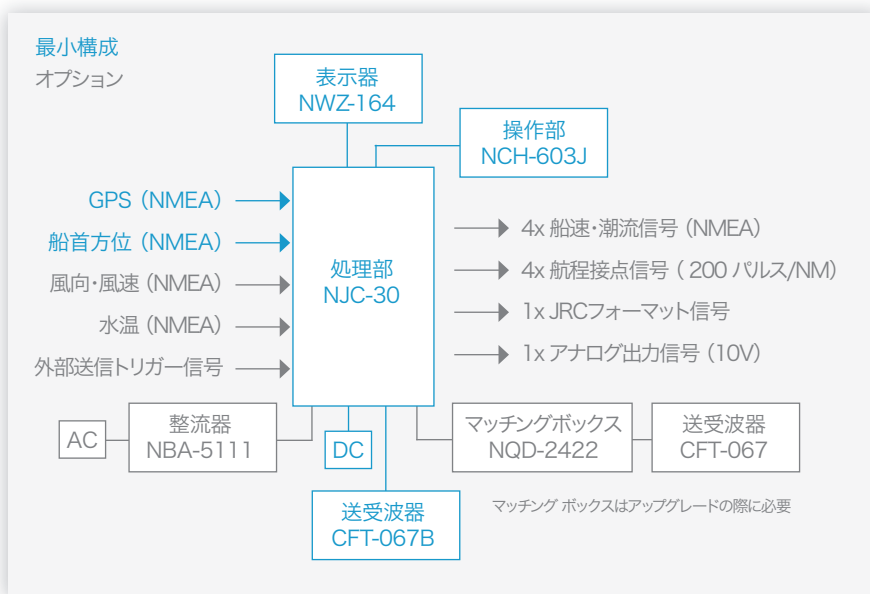 最小構成
オプション
表示器
NWZ-164
操作部
NCH-603J
GPS (NMEA)
船首方位 (NMEA)
風向・風速 (NMEA)
水温 (NMEA)
外部送信トリガー信号
処理部
NJC-30
4x 船速・潮流信号 (NMEA)
4x 航程接点信号 ( 200 パルス/NM)
1x JRCフォーマット信号
1x アナログ出力信号 (10V)
AC
整流器
NBA-5111
DC
マッチングボックス
NQD-2422
送受波器
CFT-067
送受波器
CFT-067B
マッチング ボックスはアップグレードの際に必要